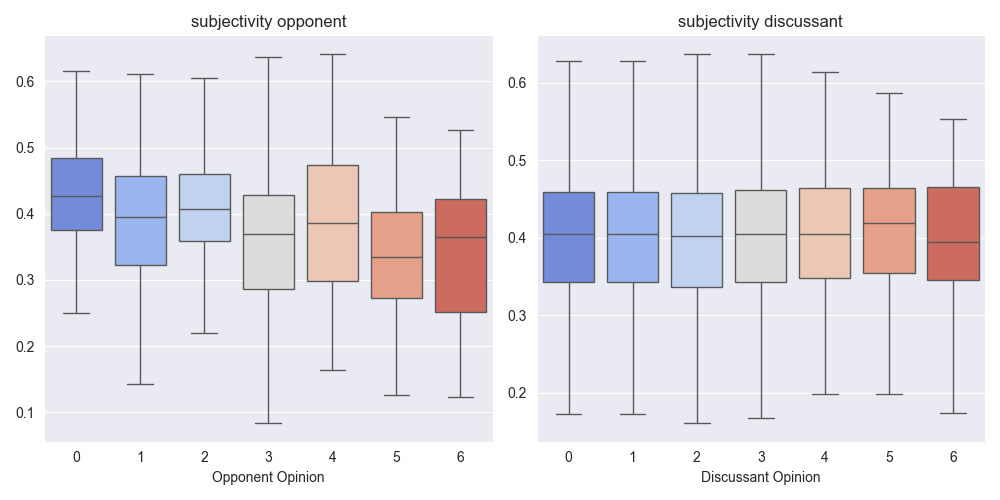 subjectivity opponent
0.6
0.5
0.4
0.3
0.2
0.1
0 1 2 3 4 5 6
Opponent Opinion
subjectivity discussant
0.6
0.5
0.4
0.3
0.2
0 1 2 3 4 5 6
Discussant Opinion